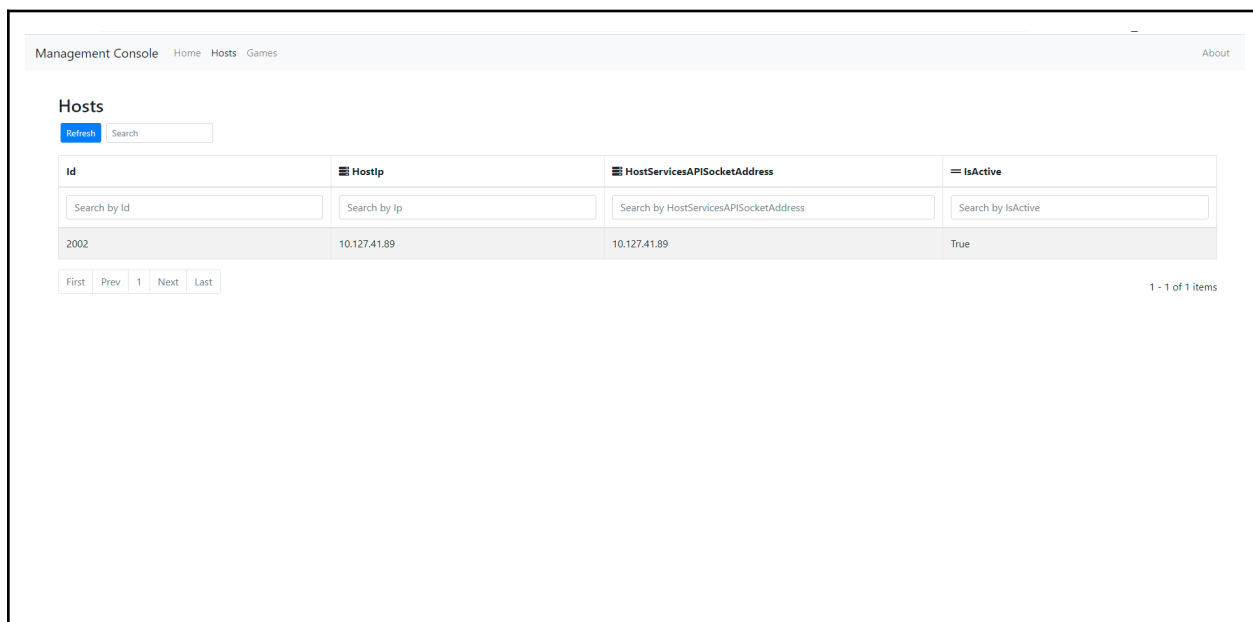 Management Console Home Hosts Games About
Hosts
Refresh Search
Id HostIp HostServicesAPISocketAddress IsActive
Search by Id Search by Ip Search by HostServicesAPISocketAddress Search by IsActive
2002 10.127.41.89 10.127.41.89 True
First Prev 1 Next Last
1 - 1 of 1 items